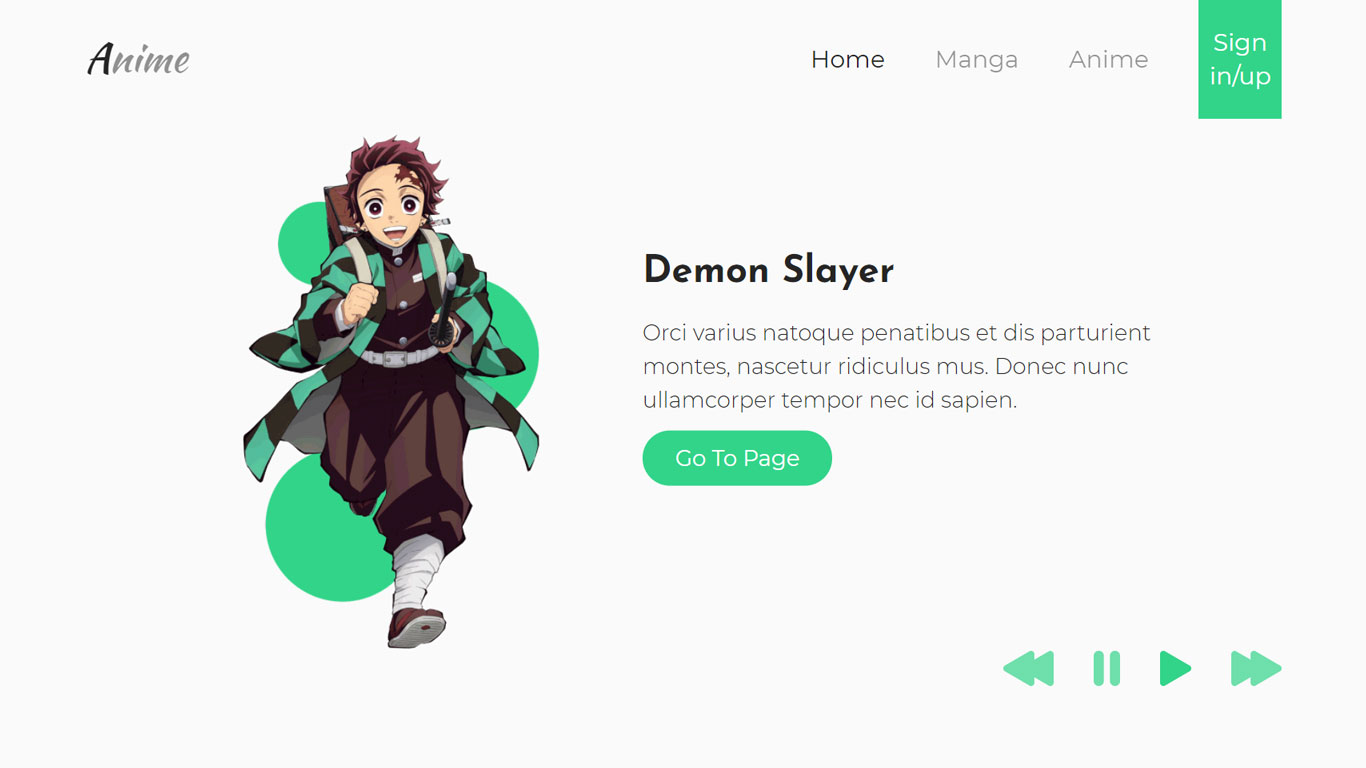 Anime
Home
Manga
Anime
Sign
in/up
Demon Slayer
Orci varius natoque penatibus et dis parturient
montes, nascetur ridiculus mus. Donec nunc
ullamcorper tempor nec id sapien.
Go To Page